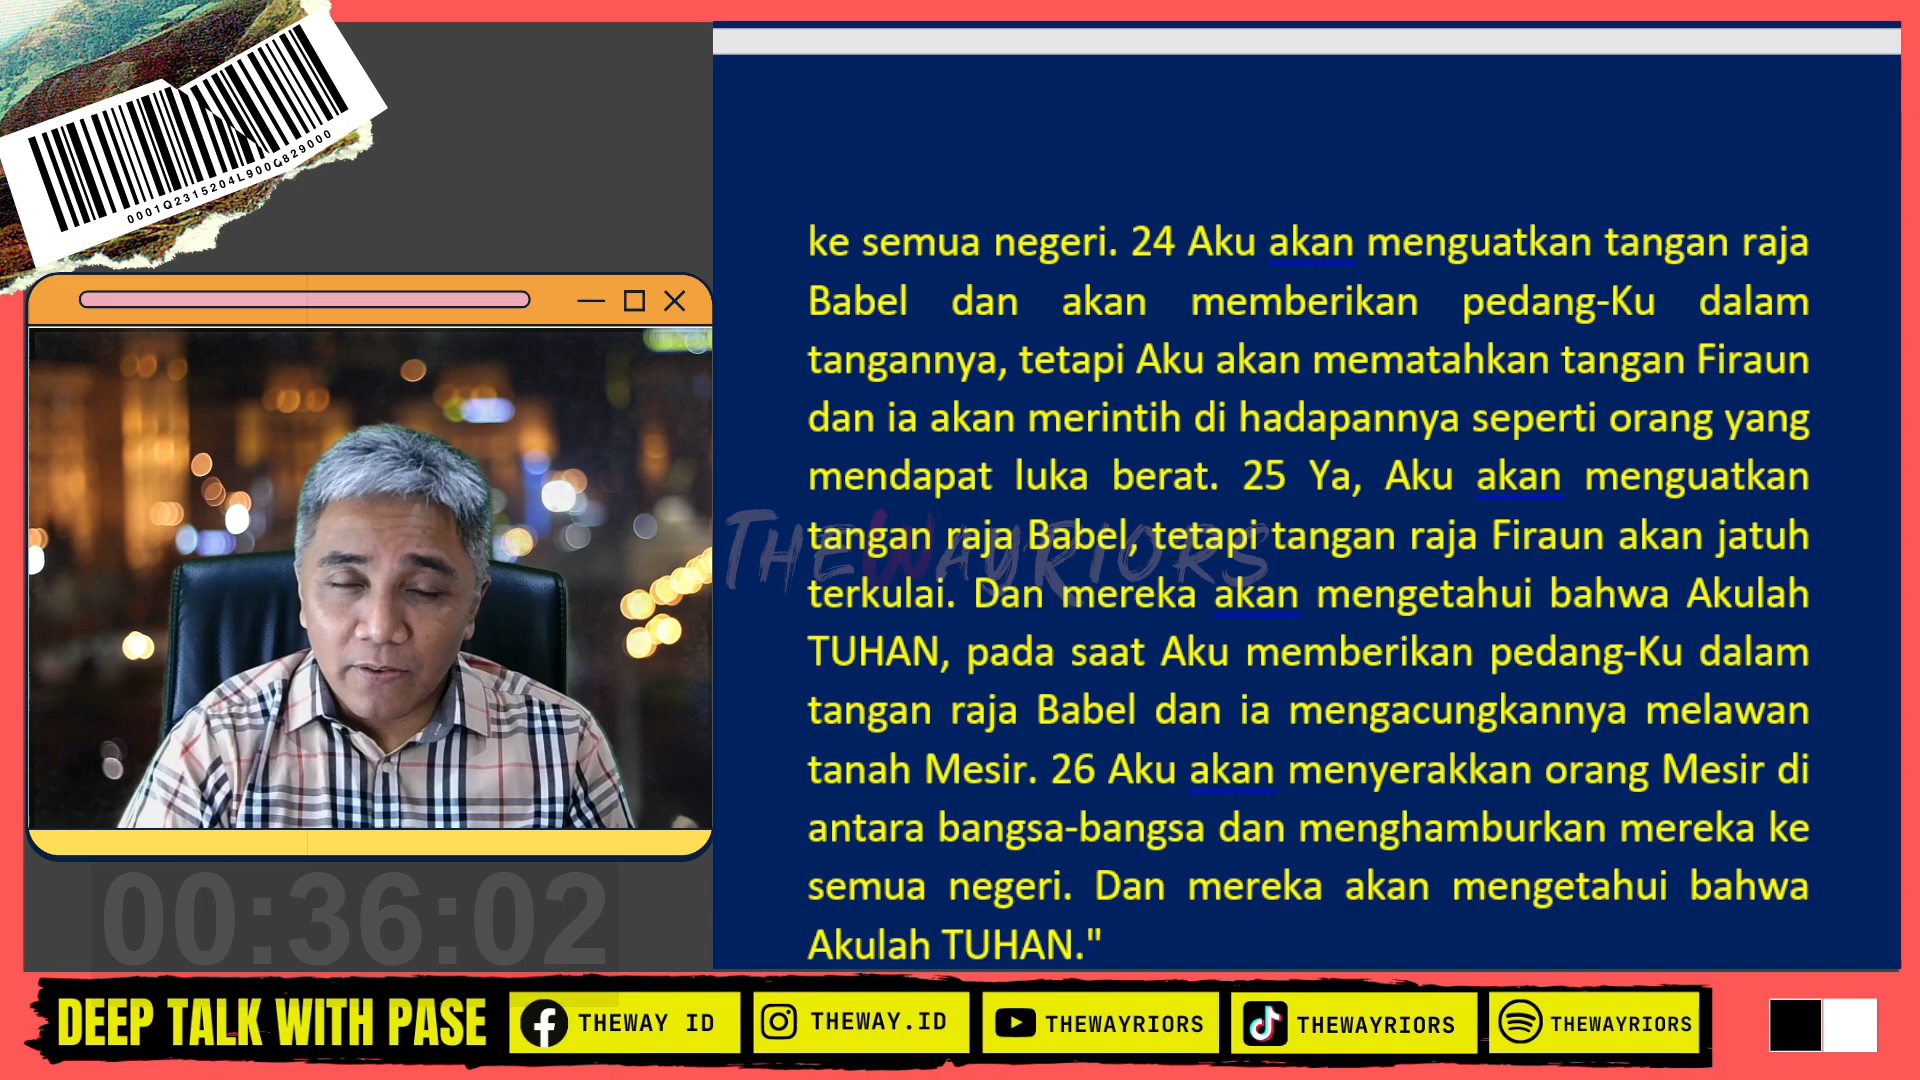 0001Q2315204L900Q829000
ke semua negeri. 24 Aku akan menguatkan tangan raja
Babel dan akan memberikan pedang-Ku dalam
tangannya, tetapi Aku akan mematahkan tangan Firaun
dan ia akan merintih di hadapannya seperti orang yang
mendapat luka berat. 25 Ya, Aku akan menguatkan
tangan raja Babel, tetapi tangan raja Firaun akan jatuh
terkulai. Dan mereka akan mengetahui bahwa Akulah
TUHAN, pada saat Aku memberikan pedang-Ku dalam
tangan raja Babel dan ia mengacungkannya melawan
tanah Mesir. 26 Aku akan menyerakkan orang Mesir di
antara bangsa-bangsa dan menghamburkan mereka ke
semua negeri. Dan mereka akan mengetahui bahwa
Akulah TUHAN."
THEWAYRIORS
00:36:02
DEEP TALK WITH PASE
THEWAY ID
THEWAY.ID
THEWAYRIORS
THEWAYRIORS
THEWAYRIORS